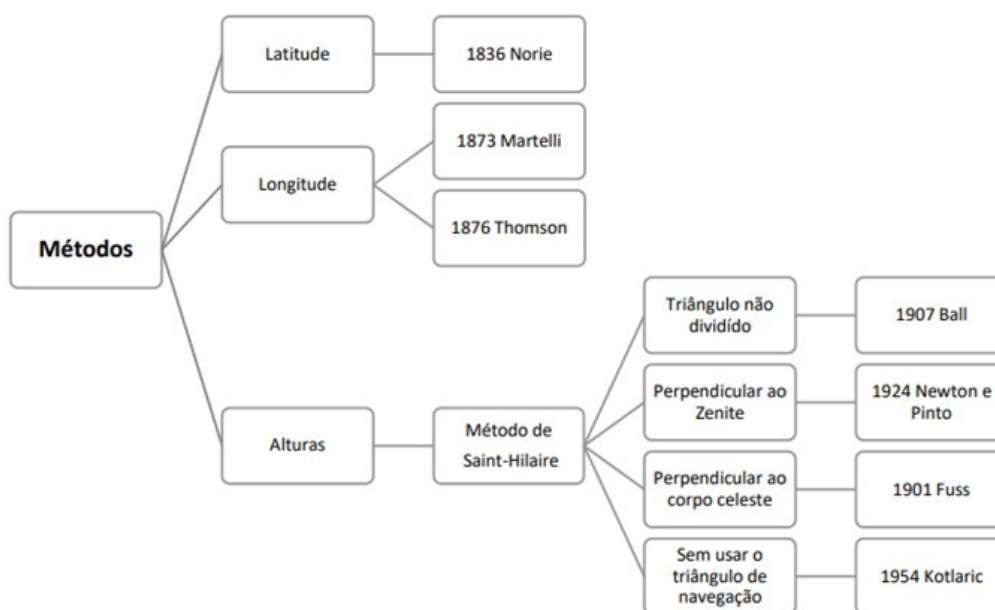 Métodos
Latitude
1836 Norie
Longitude
1873 Martelli
1876 Thomson
Alturas
Método de
Saint-Hilaire
Triângulo não
dividído
1907 Ball
Perpendicular ao
Zenite
1924 Newton e
Pinto
Perpendicular ao
corpo celeste
1901 Fuss
Sem usar o
triângulo de
navegação
1954 Kotlaric